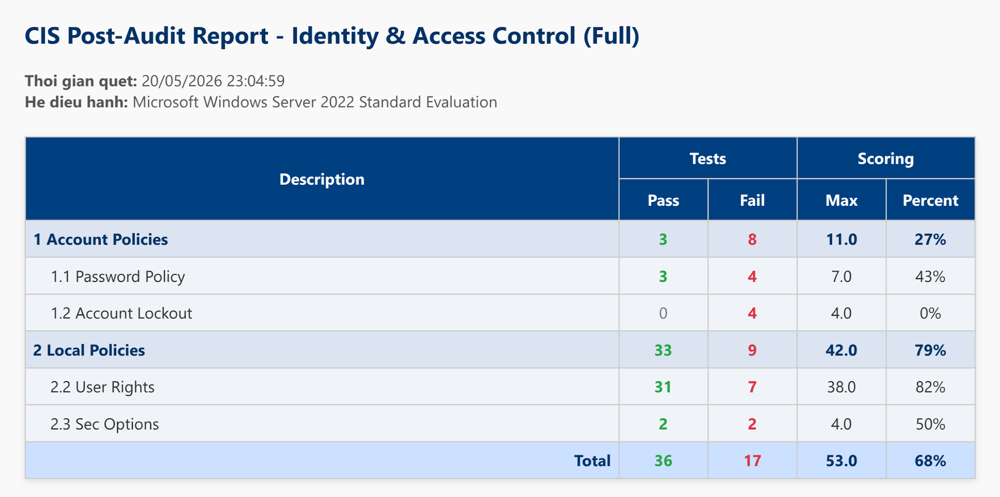 CIS Post-Audit Report - Identity & Access Control (Full)
Thoi gian quet: 20/05/2026 23:04:59
He dieu hanh: Microsoft Windows Server 2022 Standard Evaluation
Description Tests Scoring
Pass Fail Max Percent
1 Account Policies 3 8 11.0 27%
1.1 Password Policy 3 4 7.0 43%
1.2 Account Lockout 0 4 4.0 0%
2 Local Policies 33 9 42.0 79%
2.2 User Rights 31 7 38.0 82%
2.3 Sec Options 2 2 4.0 50%
Total 36 17 53.0 68%